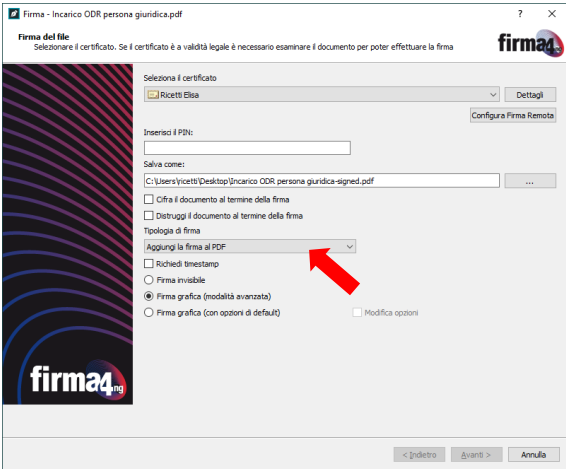 Firma - Incarico ODR persona giuridica.pdf
Firma del file
Selezionare il certificato. Se il certificato è a validità legale è necessario esaminare il documento per poter effettuare la firma
firma4ng
Seleziona il certificato
Ricetti Elisa
Dettagli
Configura Firma Remota
Inserisci il PIN:
Salva come:
C:\Users\ricetti\Desktop\Incarico ODR persona giuridica-signed.pdf
...
Cifra il documento al termine della firma
Distruggi il documento al termine della firma
Tipologia di firma
Aggiungi la firma al PDF
Richiedi timestamp
Firma invisibile
Firma grafica (modalità avanzata)
Firma grafica (con opzioni di default)
Modifica opzioni
firma4ng
< Indietro
Avanti >
Annulla